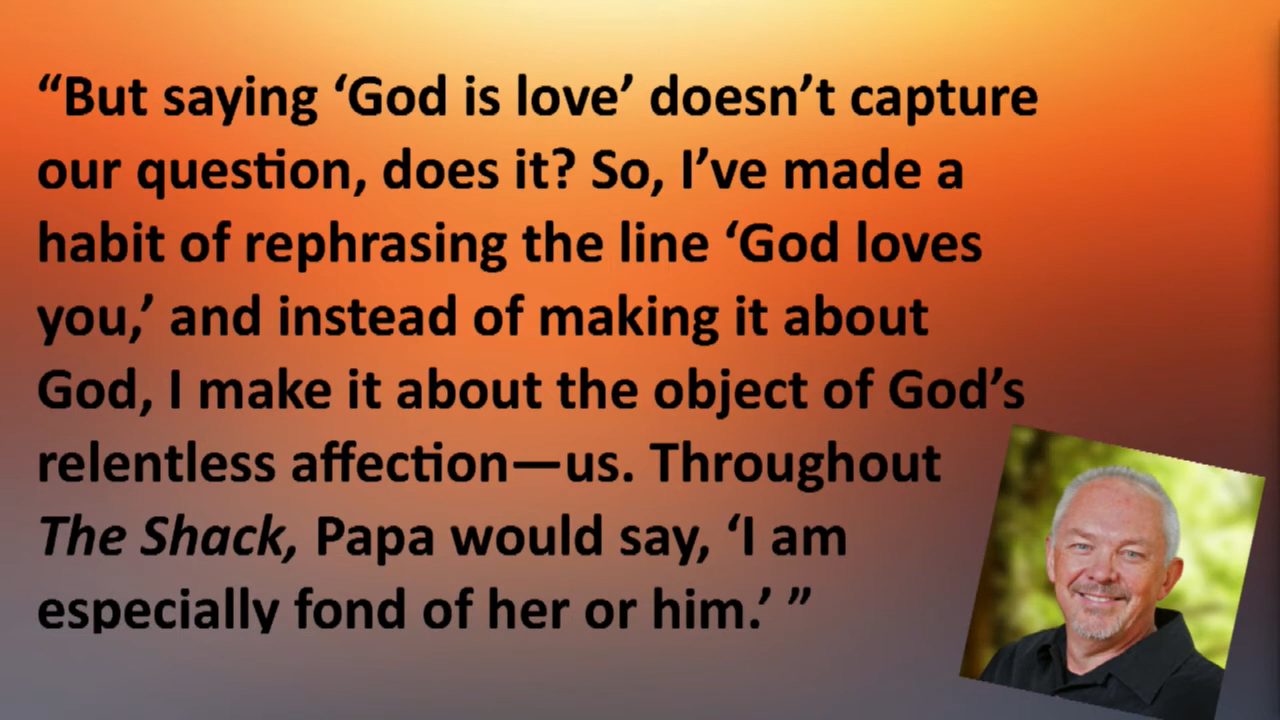 “But saying ‘God is love’ doesn’t capture
our question, does it? So, I’ve made a
habit of rephrasing the line ‘God loves
you,’ and instead of making it about
God, I make it about the object of God’s
relentless affection—us. Throughout
The Shack, Papa would say, ‘I am
especially fond of her or him.’ ”